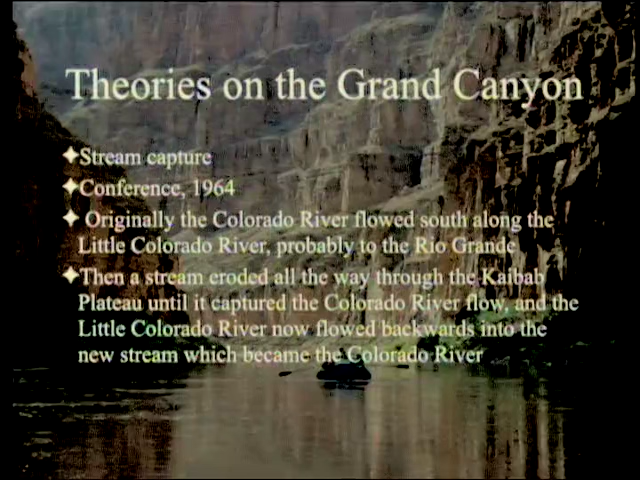 Theories on the Grand Canyon
✦Stream capture
✦Conference, 1964
✦ Originally the Colorado River flowed south along the
Little Colorado River, probably to the Rio Grande
✦Then a stream eroded all the way through the Kaibab
Plateau until it captured the Colorado River flow, and the
Little Colorado River now flowed backwards into the
new stream which became the Colorado River